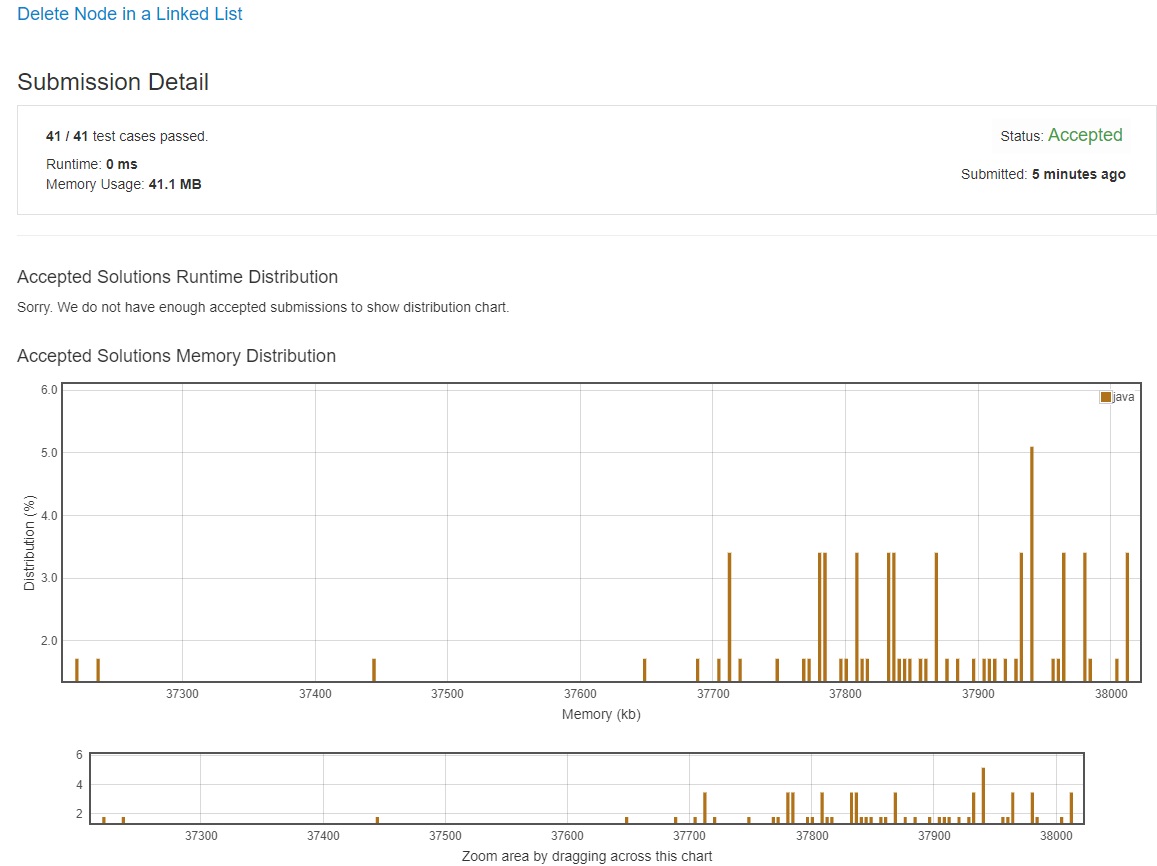 Delete Node in a Linked List
Submission Detail
41 / 41 test cases passed.
Status: Accepted
Runtime: 0 ms
Submitted: 5 minutes ago
Memory Usage: 41.1 MB
Accepted Solutions Runtime Distribution
Sorry. We do not have enough accepted submissions to show distribution chart.
Accepted Solutions Memory Distribution
6.0
java
5.0
4.0
3.0
2.0
Distribution (%)
37300 37400 37500 37600 37700 37800 37900 38000
Memory (kb)
6
4
2
37300 37400 37500 37600 37700 37800 37900 38000
Zoom area by dragging across this chart